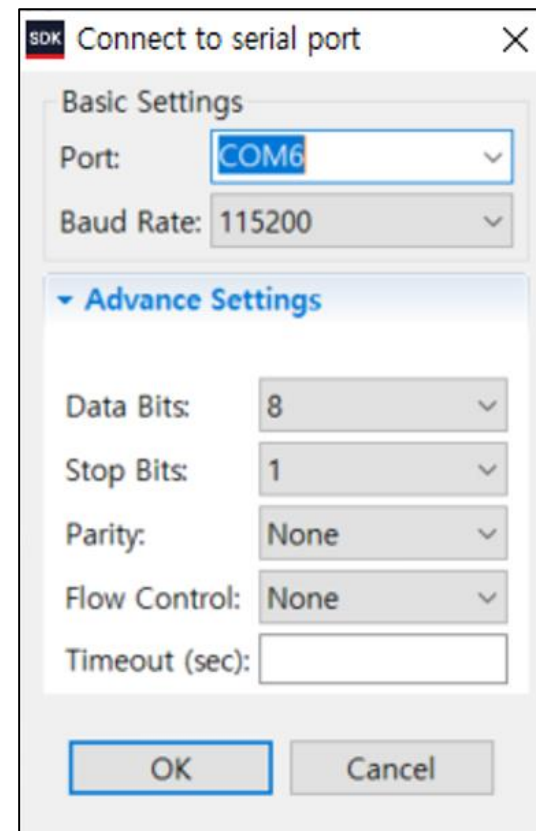 SDK Connect to serial port
Basic Settings
Port: COM6
Baud Rate: 115200
Advance Settings
Data Bits: 8
Stop Bits: 1
Parity: None
Flow Control: None
Timeout (sec):
OK Cancel